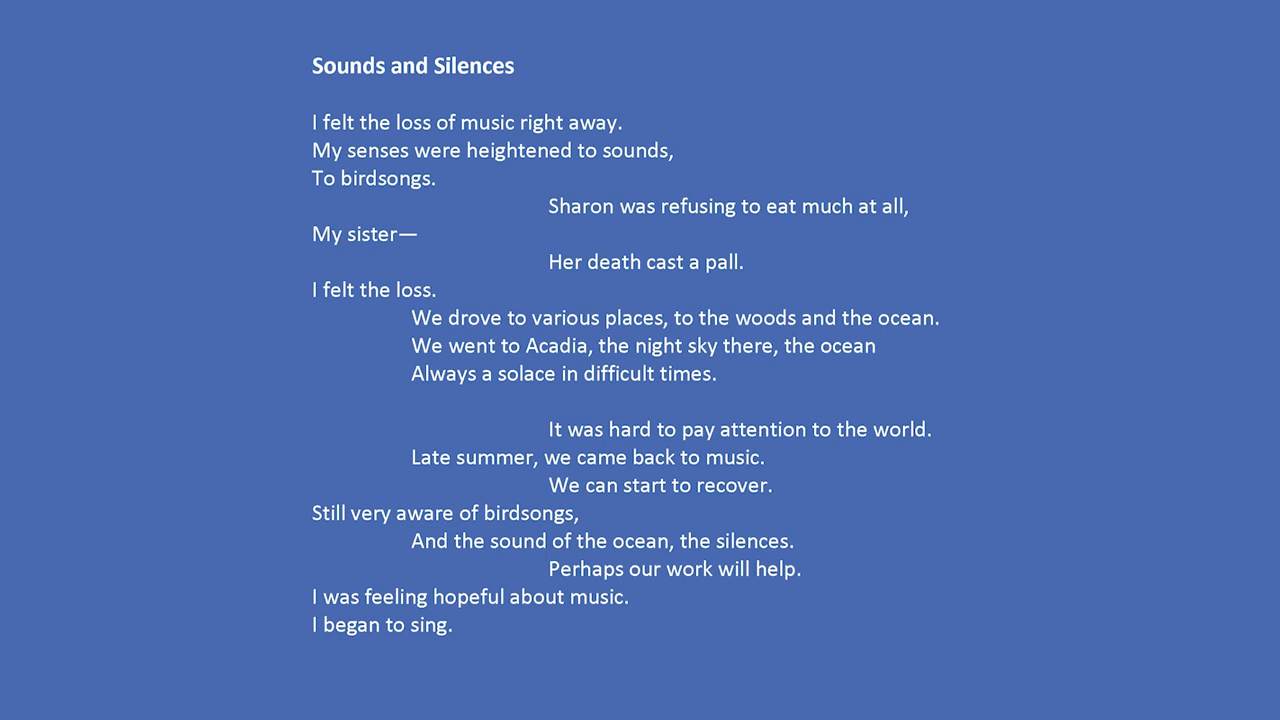 Sounds and Silences
I felt the loss of music right away.
My senses were heightened to sounds,
To birdsongs.
Sharon was refusing to eat much at all,
My sister—
Her death cast a pall.
I felt the loss.
We drove to various places, to the woods and the ocean.
We went to Acadia, the night sky there, the ocean
Always a solace in difficult times.
It was hard to pay attention to the world.
Late summer, we came back to music.
We can start to recover.
Still very aware of birdsongs,
And the sound of the ocean, the silences.
Perhaps our work will help.
I was feeling hopeful about music.
I began to sing.